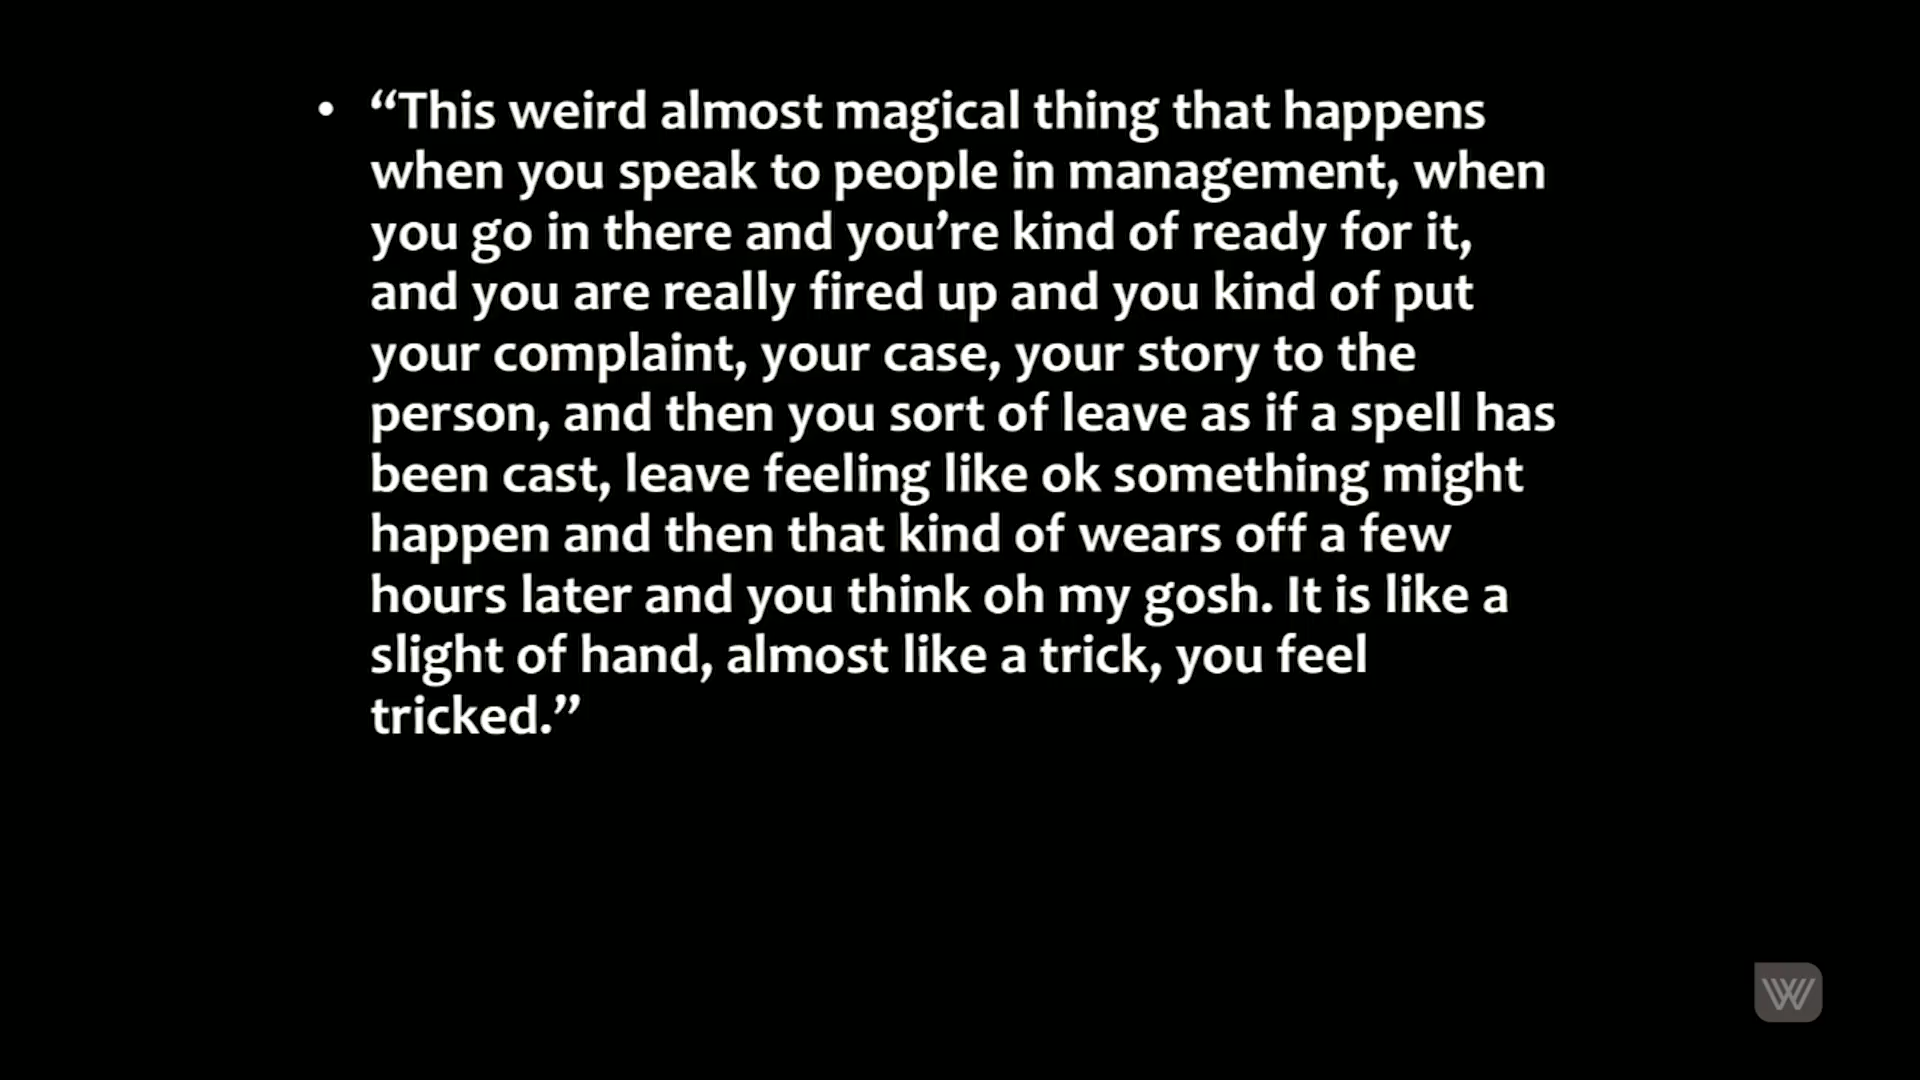 • “This weird almost magical thing that happens
when you speak to people in management, when
you go in there and you’re kind of ready for it,
and you are really fired up and you kind of put
your complaint, your case, your story to the
person, and then you sort of leave as if a spell has
been cast, leave feeling like ok something might
happen and then that kind of wears off a few
hours later and you think oh my gosh. It is like a
slight of hand, almost like a trick, you feel
tricked.”
W